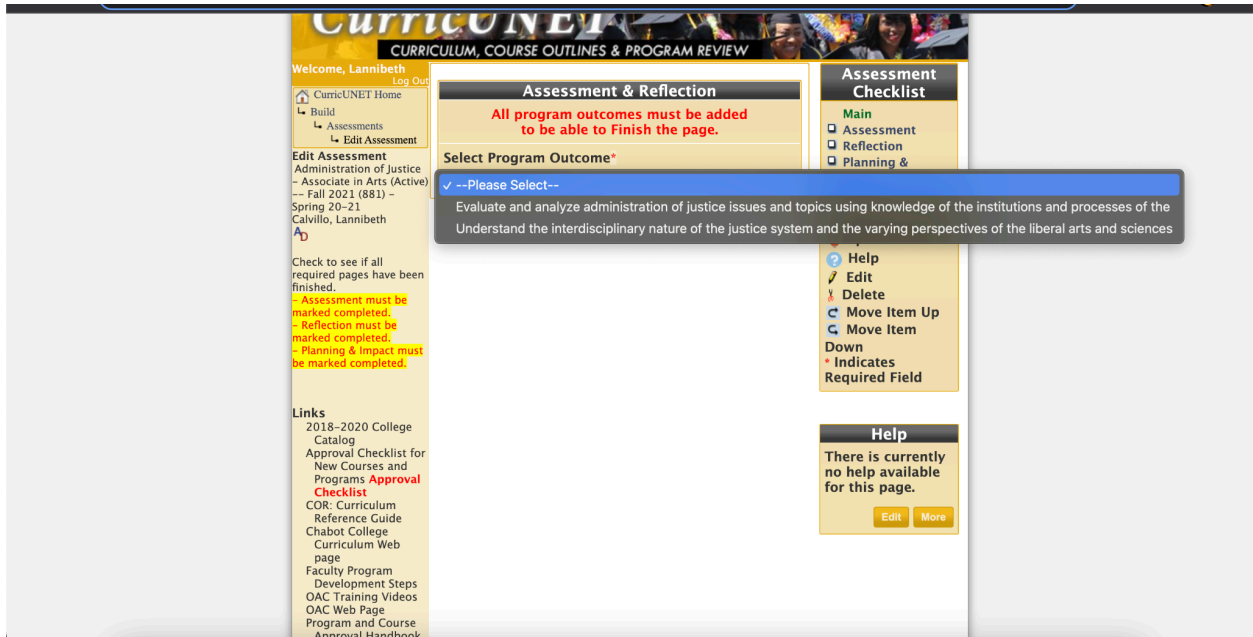 CurricUNET
CURRICULUM, COURSE OUTLINES & PROGRAM REVIEW
Welcome, Lannibeth
Log Out
CurricUNET Home
Build
Assessments
Edit Assessment
Edit Assessment
Administration of Justice
– Associate in Arts (Active)
-- Fall 2021 (881) –
Spring 20–21
Calvillo, Lannibeth
AD
Check to see if all
required pages have been
finished.
– Assessment must be
marked completed.
– Reflection must be
marked completed.
– Planning & Impact must
be marked completed.
Links
2018–2020 College
Catalog
Approval Checklist for
New Courses and
Programs Approval
Checklist
COR: Curriculum
Reference Guide
Chabot College
Curriculum Web
page
Faculty Program
Development Steps
OAC Training Videos
OAC Web Page
Program and Course
Approval Handbook
Assessment & Reflection
All program outcomes must be added
to be able to Finish the page.
Select Program Outcome*
✓ --Please Select--
Evaluate and analyze administration of justice issues and topics using knowledge of the institutions and processes of the
Understand the interdisciplinary nature of the justice system and the varying perspectives of the liberal arts and sciences
Assessment
Checklist
Main
Assessment
Reflection
Planning &
Help
Edit
Delete
Move Item Up
Move Item
Down
* Indicates
Required Field
Help
There is currently
no help available
for this page.
Edit More